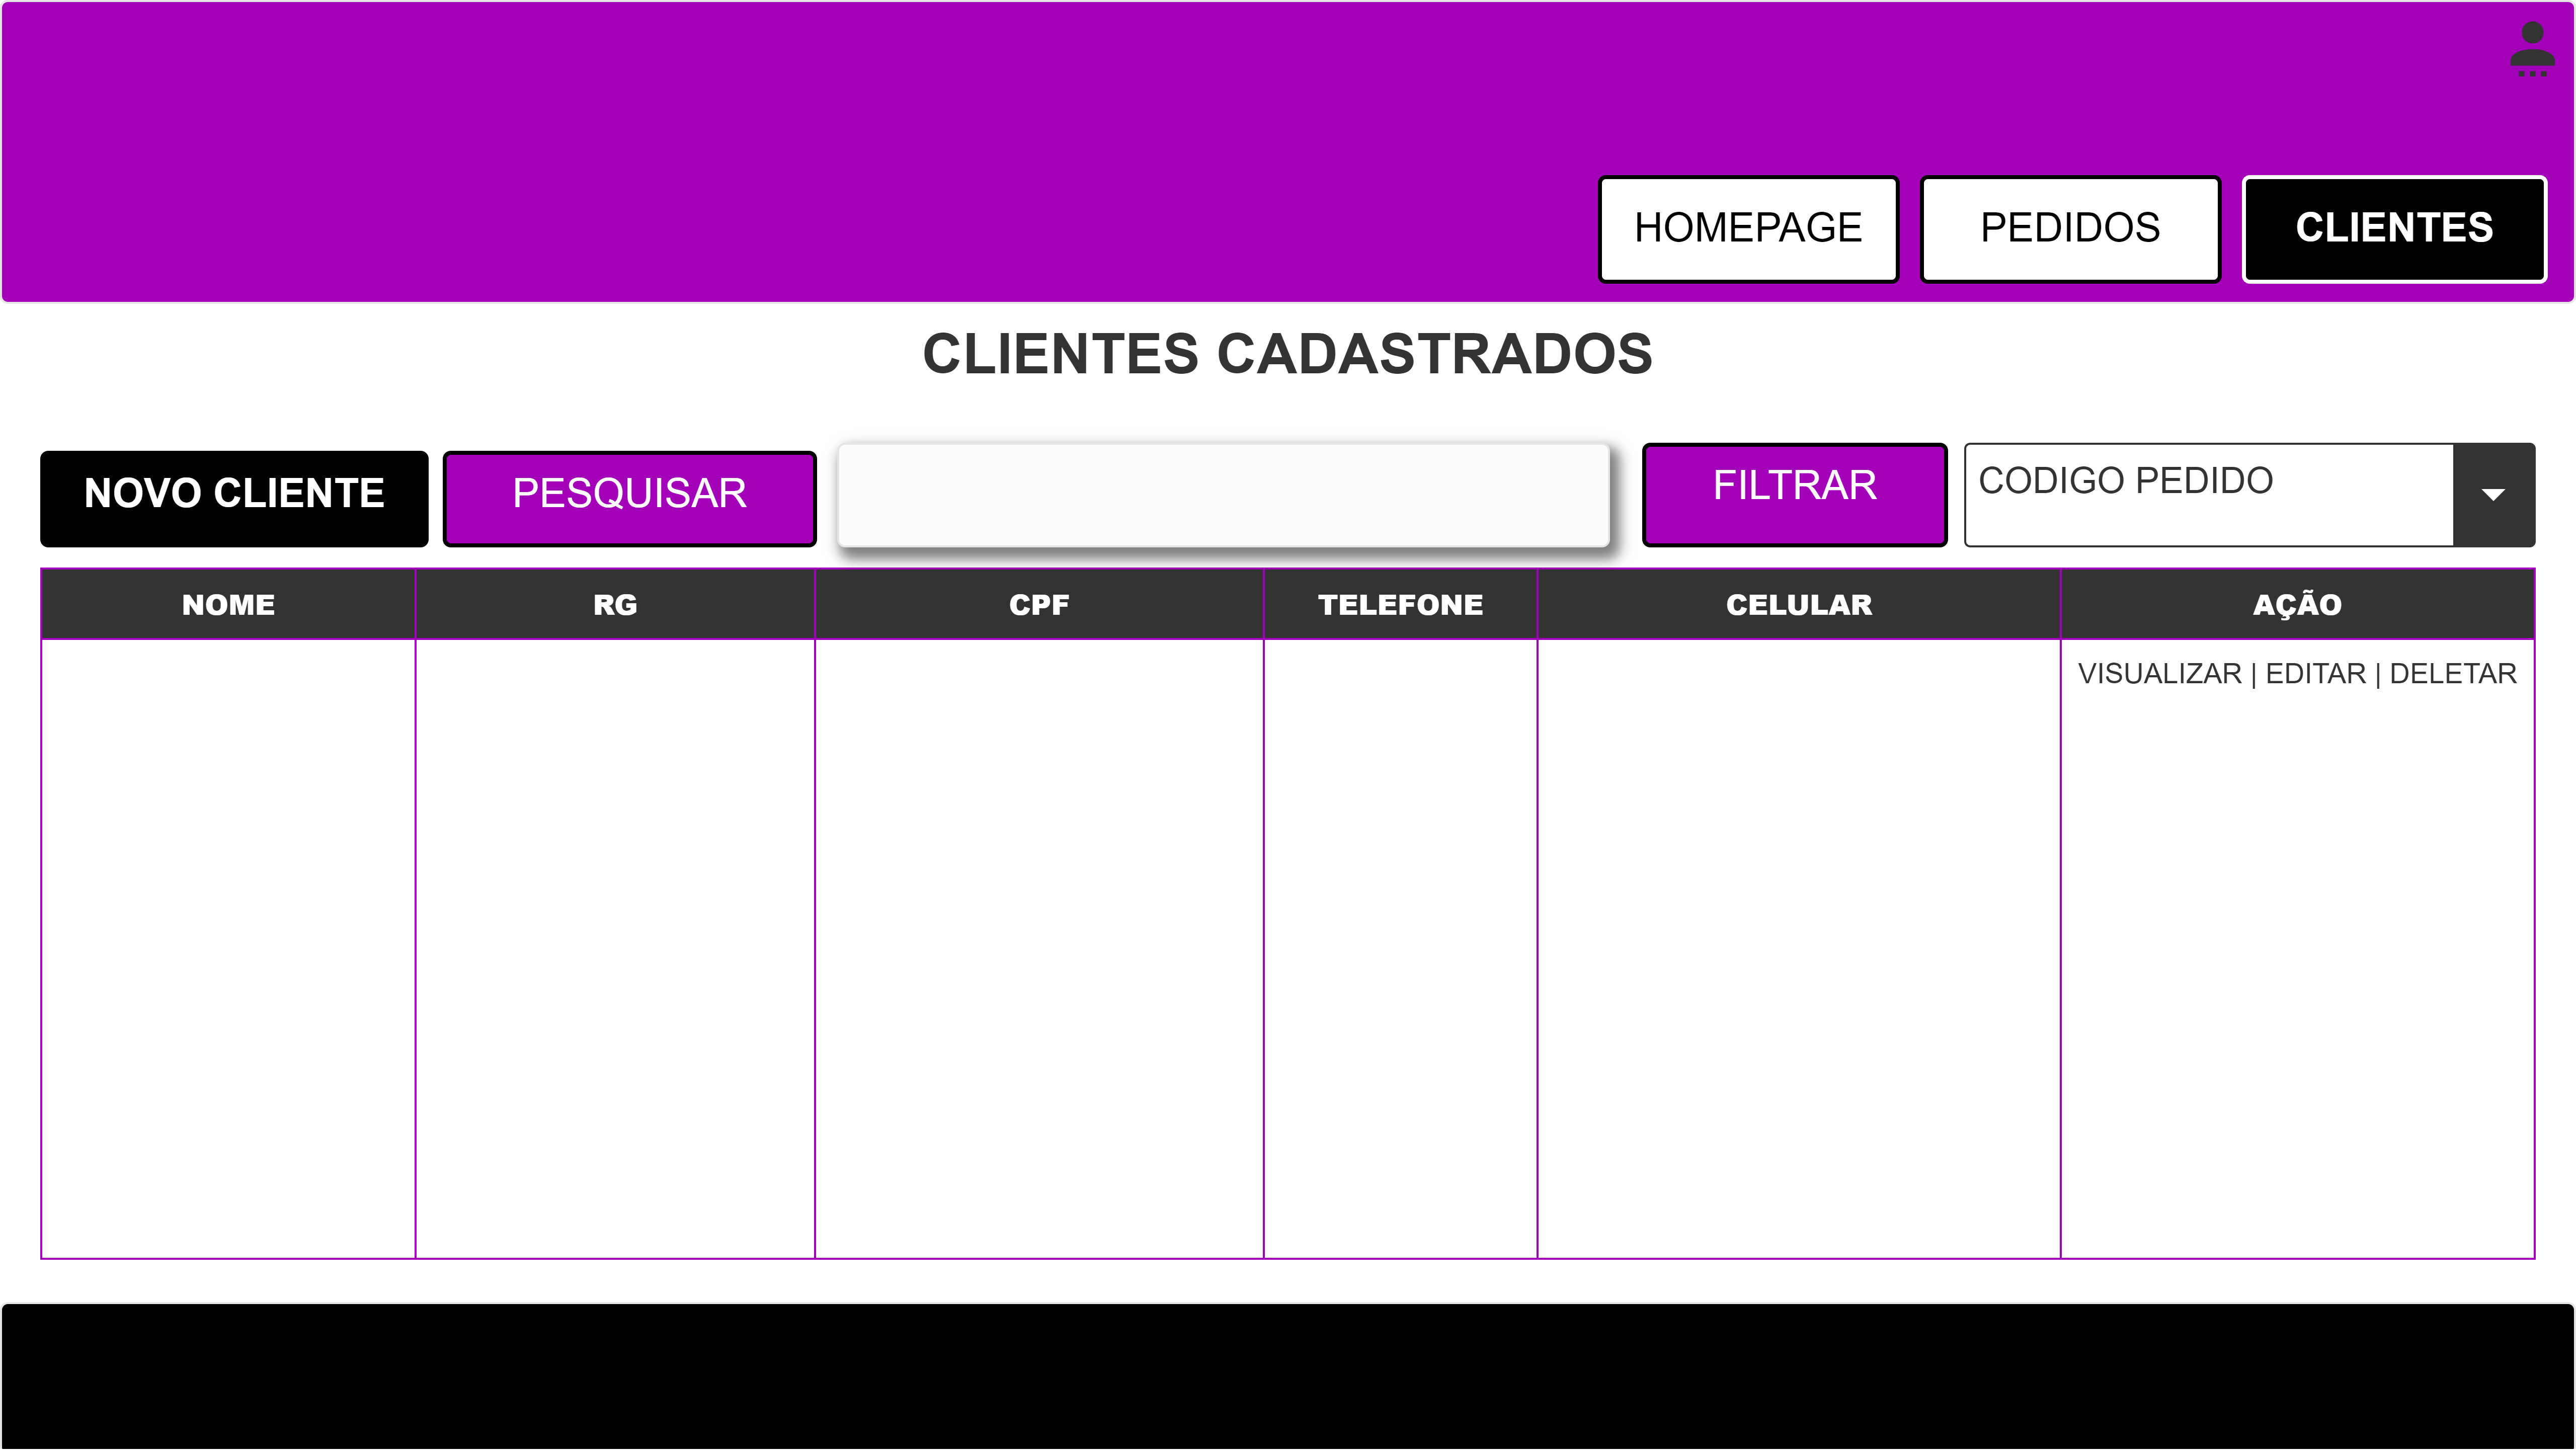 HOMEPAGE PEDIDOS CLIENTES
CLIENTES CADASTRADOS
NOVO CLIENTE PESQUISAR FILTRAR CODIGO PEDIDO
NOME RG CPF TELEFONE CELULAR AÇÃO
VISUALIZAR | EDITAR | DELETAR